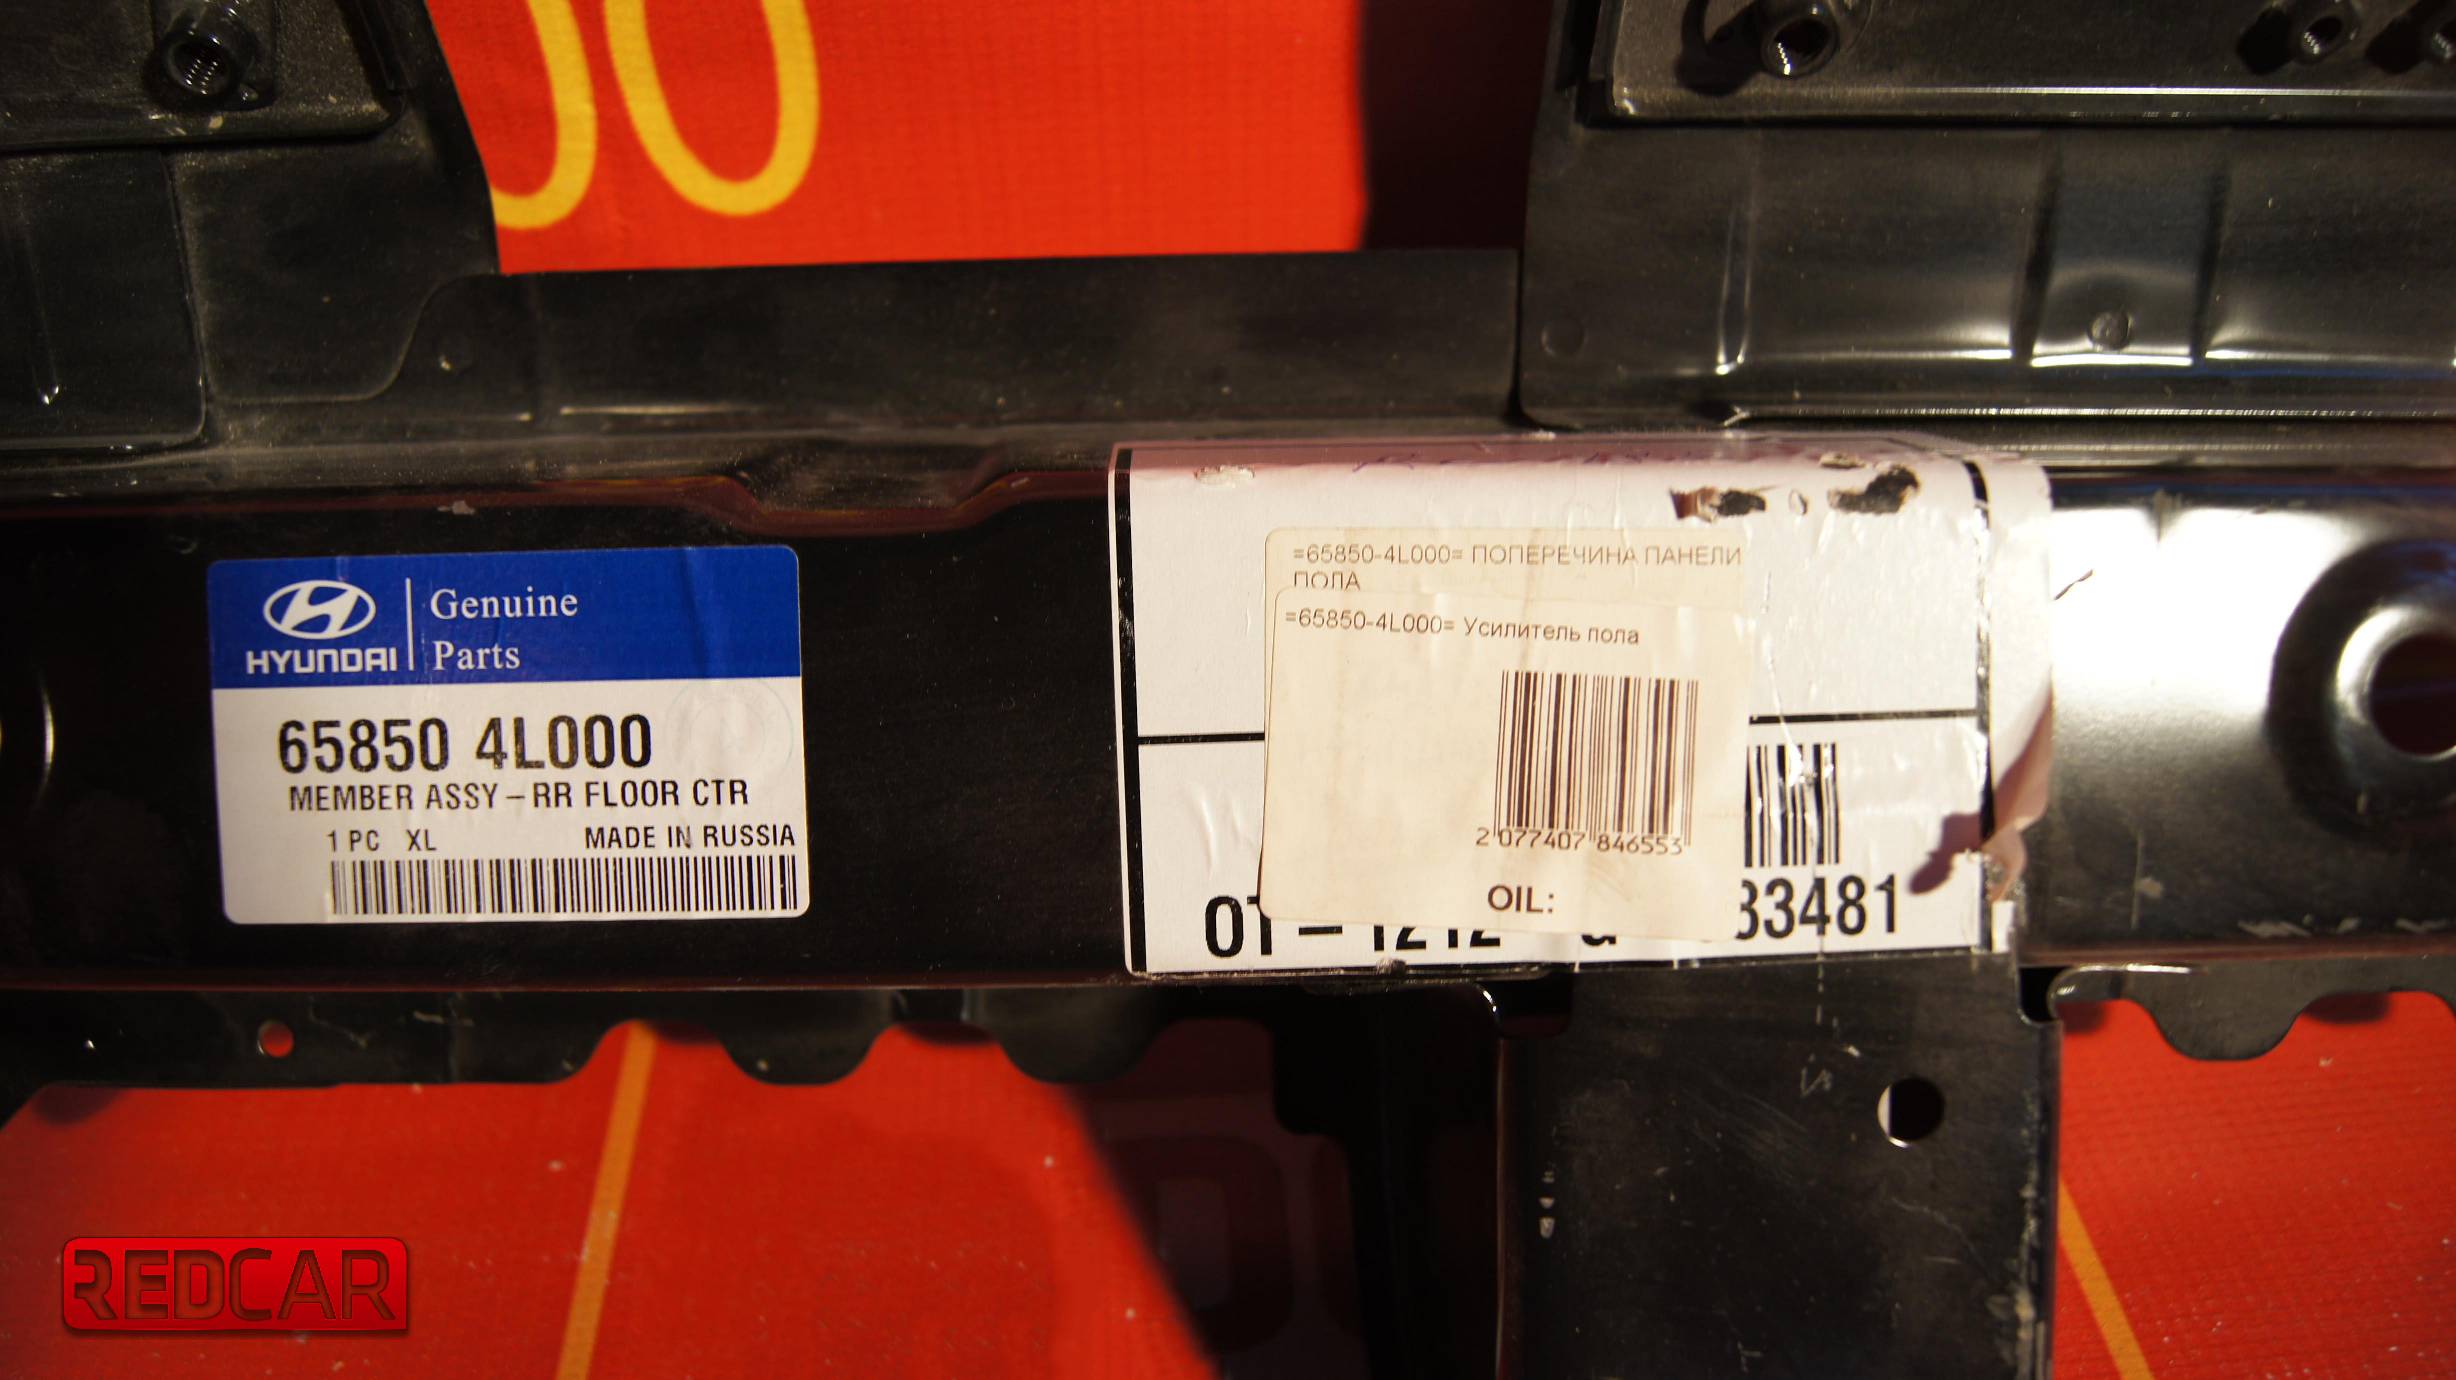 HYUNDAI
Genuine
Parts
65850 4L000
MEMBER ASSY – RR FLOOR CTR
1 PC XL MADE IN RUSSIA
=65850-4L000= ПОПЕРЕЧИНА ПАНЕЛИ
ПОЛА
=65850-4L000= Усилитель пола
2 077407 846553
OIL:
33481
REDCAR